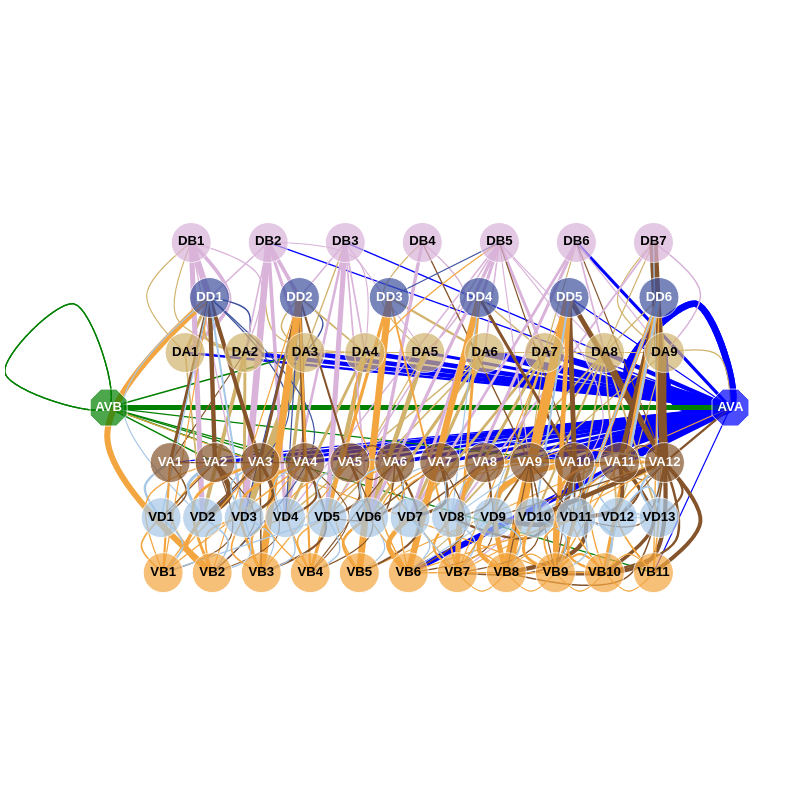 DB1 DB2 DB3 DB4 DB5 DB6 DB7
DD1 DD2 DD3 DD4 DD5 DD6
DA1 DA2 DA3 DA4 DA5 DA6 DA7 DA8 DA9
AVB AVA
VA1 VA2 VA3 VA4 VA5 VA6 VA7 VA8 VA9 VA10 VA11 VA12
VD1 VD2 VD3 VD4 VD5 VD6 VD7 VD8 VD9 VD10 VD11 VD12 VD13
VB1 VB2 VB3 VB4 VB5 VB6 VB7 VB8 VB9 VB10 VB11